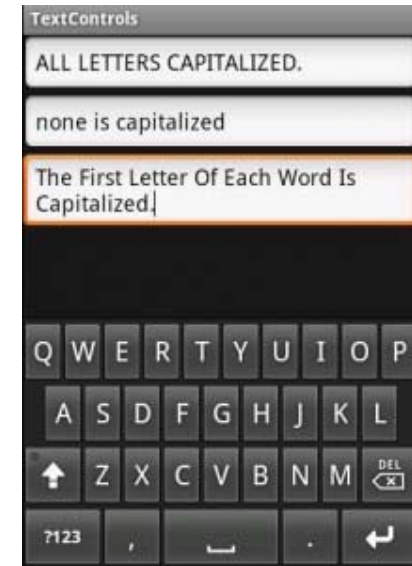 TextControls
ALL LETTERS CAPITALIZED.
none is capitalized
The First Letter Of Each Word Is
Capitalized.
Q W E R T Y U I O P
A S D F G H J K L
Z X C V B N M DEL
?123 , .